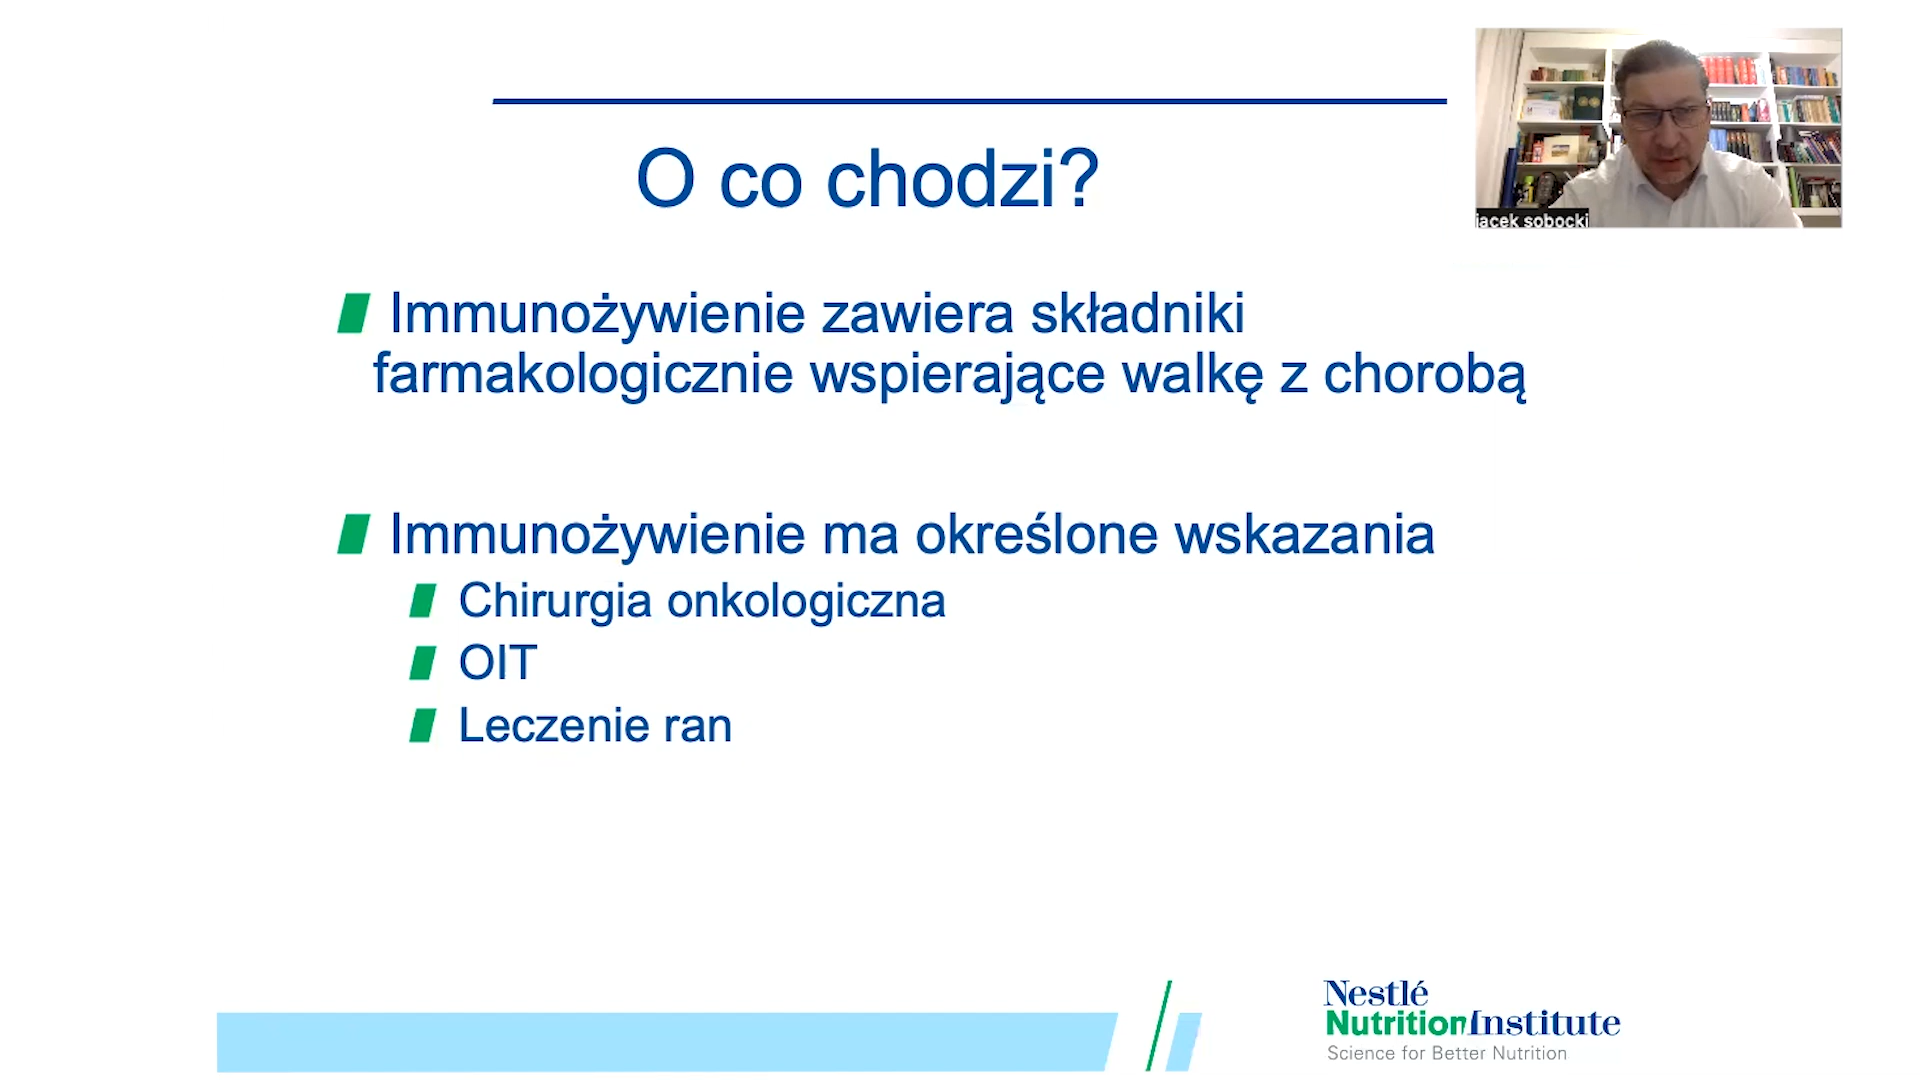 O co chodzi?
Immunożywienie zawiera składniki
farmakologicznie wspierające walkę z chorobą
Immunożywienie ma określone wskazania
Chirurgia onkologiczna
OIT
Leczenie ran
jacek sobocki
Nestlé
NutritionInstitute
Science for Better Nutrition